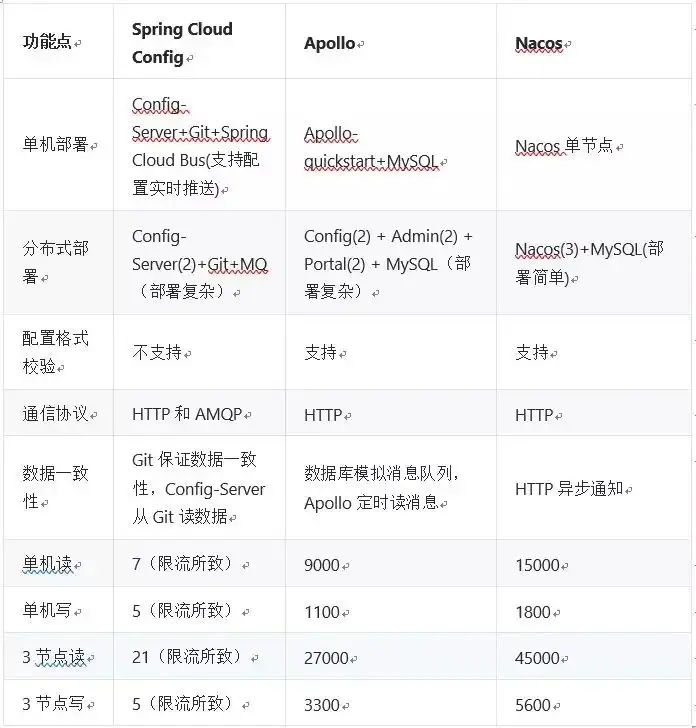 功能点
Spring Cloud
Config
Apollo
Nacos
单机部署
Config-
Server+Git+Spring
Cloud Bus(支持配
置实时推送)
Apollo-
quickstart+MySQL
Nacos 单节点
分布式部
署
Config-
Server(2)+Git+MQ
（部署复杂）
Config(2) + Admin(2) +
Portal(2) + MySQL（部
署复杂）
Nacos(3)+MySQL(部
署简单)
配置格式
校验
不支持
支持
支持
通信协议
HTTP 和 AMQP
HTTP
HTTP
数据一致
性
Git 保证数据一致
性，Config-Server
从 Git 读数据
数据库模拟消息队列，
Apollo 定时读消息
HTTP 异步通知
单机读
7（限流所致）
9000
15000
单机写
5（限流所致）
1100
1800
3 节点读
21（限流所致）
27000
45000
3 节点写
5（限流所致）
3300
5600